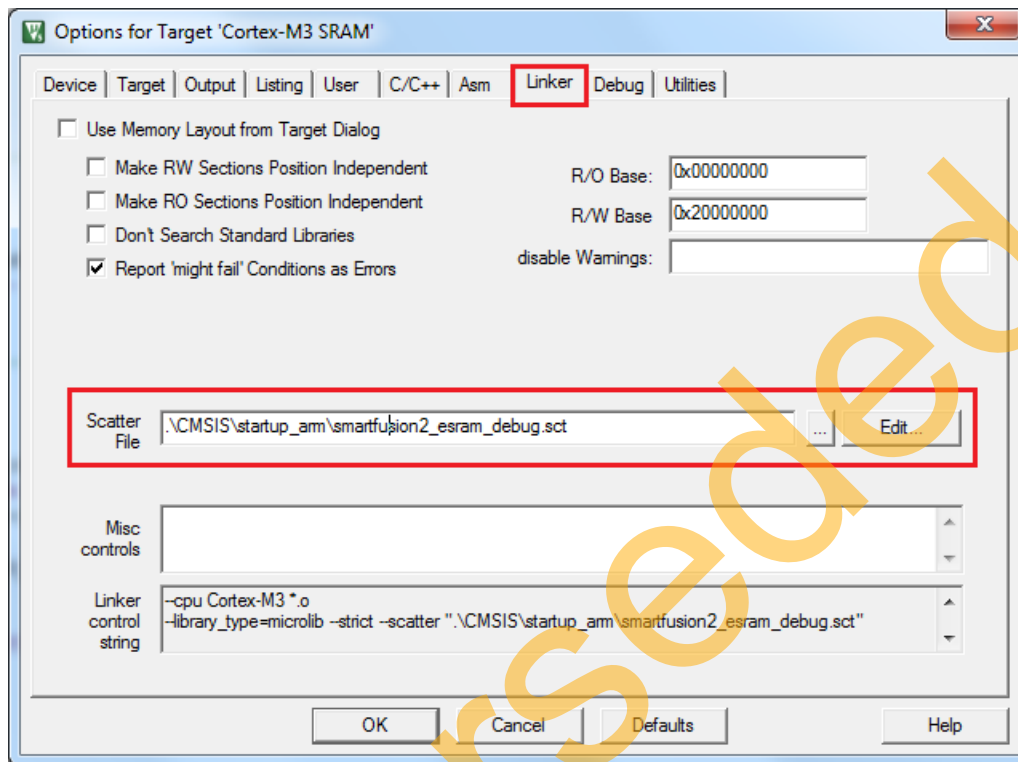 Options for Target 'Cortex-M3 SRAM'
Device Target Output Listing User C/C++ Asm Linker Debug Utilities
Use Memory Layout from Target Dialog
Make RW Sections Position Independent
R/O Base: 0x00000000
Make RO Sections Position Independent
R/W Base 0x20000000
Don't Search Standard Libraries
disable Warnings:
Report 'might fail' Conditions as Errors
Scatter File
.\CMSIS\startup_arm\smartfusion2_esram_debug.sct
... Edit...
Misc controls
Linker control string
--cpu Cortex-M3 *.o
--library_type=microlib --strict --scatter ".\CMSIS\startup_arm\smartfusion2_esram_debug.sct"
OK Cancel Defaults Help
rseded